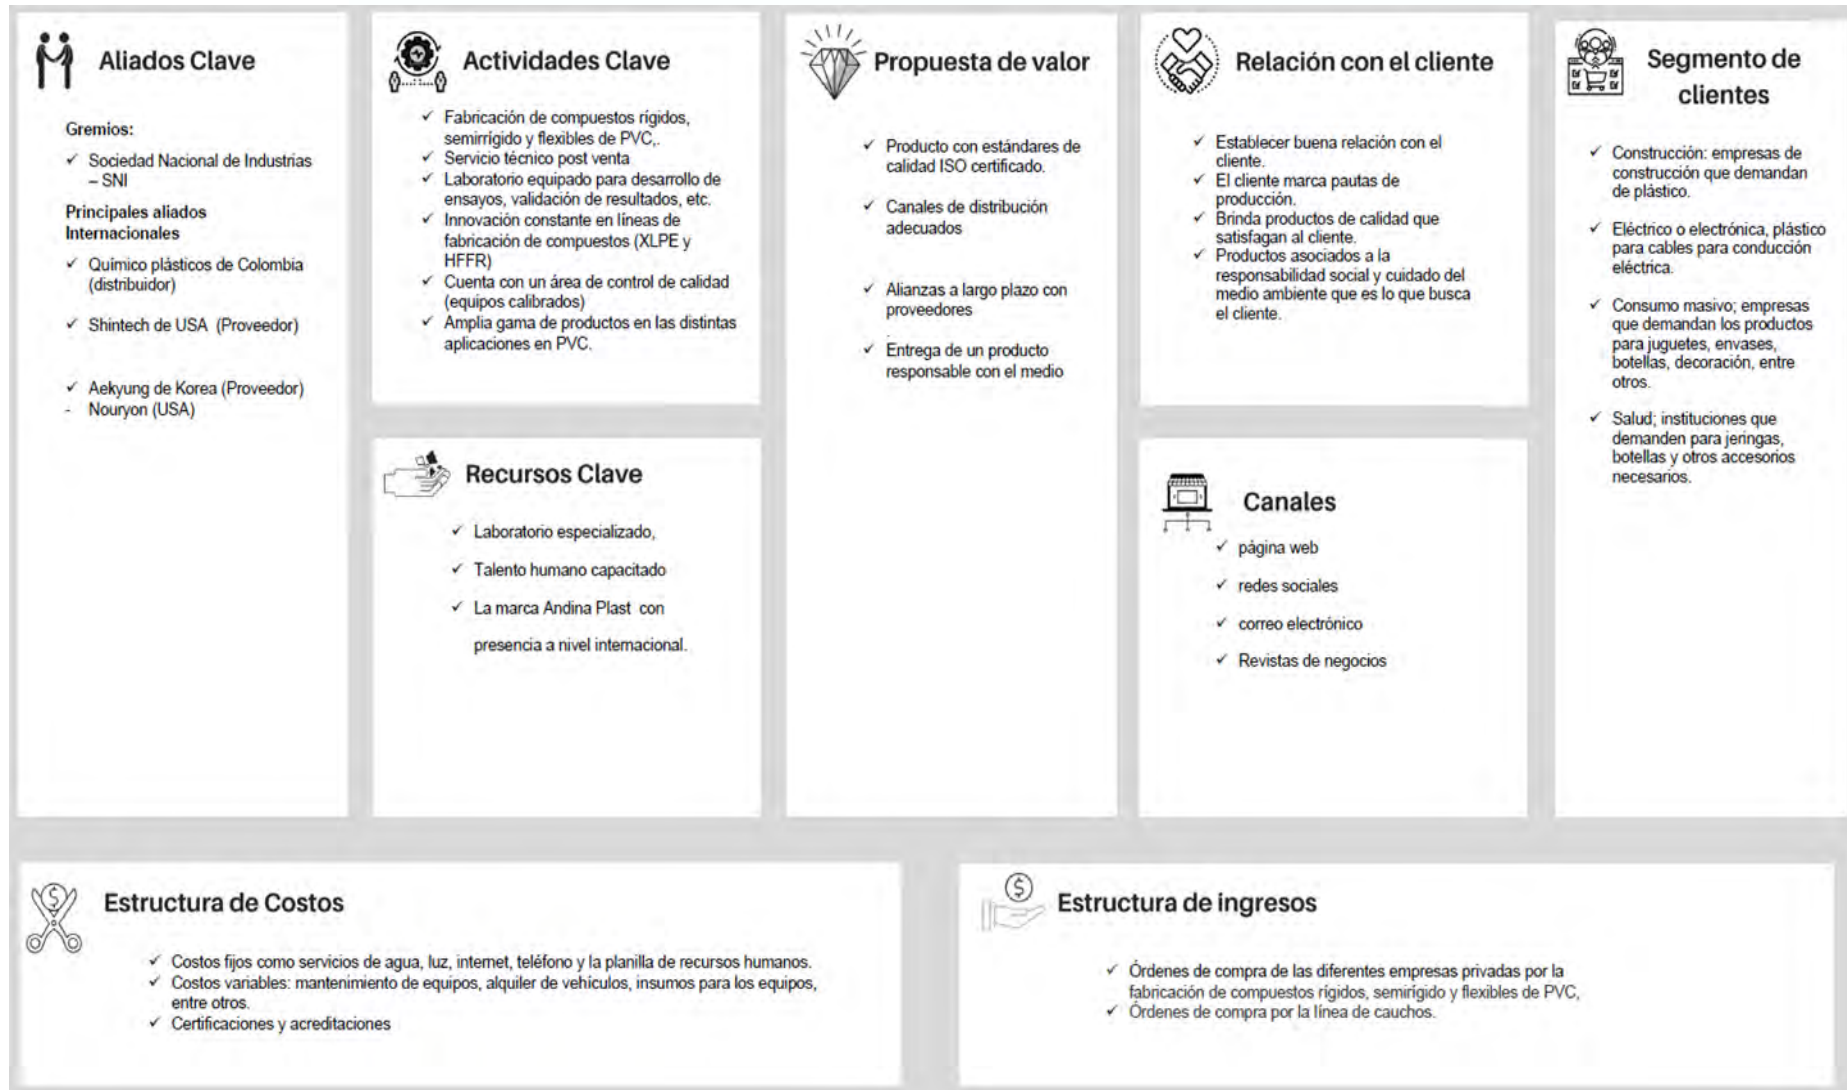 Aliados Clave
Gremios:
✓ Sociedad Nacional de Industrias
– SNI
Principales aliados
Internacionales
✓ Químico plásticos de Colombia
(distribuidor)
✓ Shintech de USA (Proveedor)
✓ Aekyung de Korea (Proveedor)
- Nouryon (USA)
Actividades Clave
✓ Fabricación de compuestos rígidos,
semirrígido y flexibles de PVC,.
✓ Servicio técnico post venta
✓ Laboratorio equipado para desarrollo de
ensayos, validación de resultados, etc.
✓ Innovación constante en líneas de
fabricación de compuestos (XLPE y
HFFR)
✓ Cuenta con un área de control de calidad
(equipos calibrados)
✓ Amplia gama de productos en las distintas
aplicaciones en PVC.
Recursos Clave
✓ Laboratorio especializado,
✓ Talento humano capacitado
✓ La marca Andina Plast con
presencia a nivel internacional.
Propuesta de valor
✓ Producto con estándares de
calidad ISO certificado.
✓ Canales de distribución
adecuados
✓ Alianzas a largo plazo con
proveedores
.
✓ Entrega de un producto
responsable con el medio
Relación con el cliente
✓ Establecer buena relación con el
cliente.
✓ El cliente marca pautas de
producción.
✓ Brinda productos de calidad que
satisfagan al cliente.
✓ Productos asociados a la
responsabilidad social y cuidado del
medio ambiente que es lo que busca
el cliente.
Canales
✓ página web
✓ redes sociales
✓ correo electrónico
✓ Revistas de negocios
Segmento de
clientes
✓ Construcción: empresas de
construcción que demandan
de plástico.
✓ Eléctrico o electrónica, plástico
para cables para conducción
eléctrica.
✓ Consumo masivo; empresas
que demandan los productos
para juguetes, envases,
botellas, decoración, entre
otros.
✓ Salud; instituciones que
demanden para jeringas,
botellas y otros accesorios
necesarios.
Estructura de Costos
✓ Costos fijos como servicios de agua, luz, internet, teléfono y la planilla de recursos humanos.
✓ Costos variables: mantenimiento de equipos, alquiler de vehículos, insumos para los equipos,
entre otros.
✓ Certificaciones y acreditaciones
Estructura de ingresos
✓ Órdenes de compra de las diferentes empresas privadas por la
fabricación de compuestos rígidos, semirígido y flexibles de PVC,
✓ Órdenes de compra por la línea de cauchos.